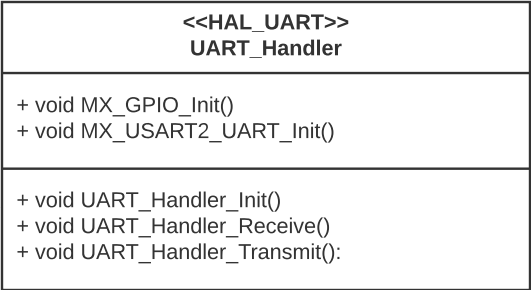 <<HAL_UART>>
UART_Handler
+ void MX_GPIO_Init()
+ void MX_USART2_UART_Init()
+ void UART_Handler_Init()
+ void UART_Handler_Receive()
+ void UART_Handler_Transmit():